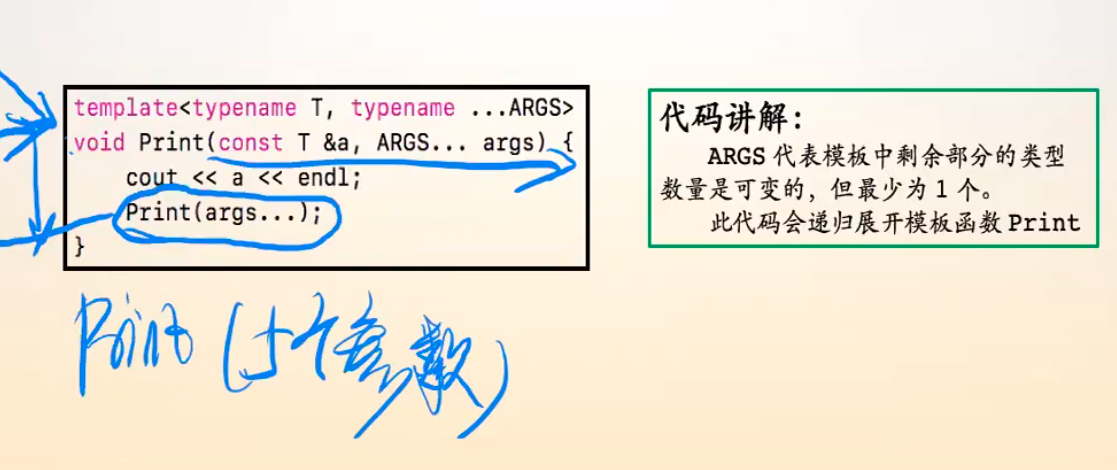 template<typename T, typename ...ARGS>
void Print(const T &a, ARGS... args) {
cout << a << endl;
Print(args...);
}
代码讲解：
ARGS 代表模板中剩余部分的类型
数量是可变的，但最少为 1 个。
此代码会递归展开模板函数 Print
Print (5个参数)